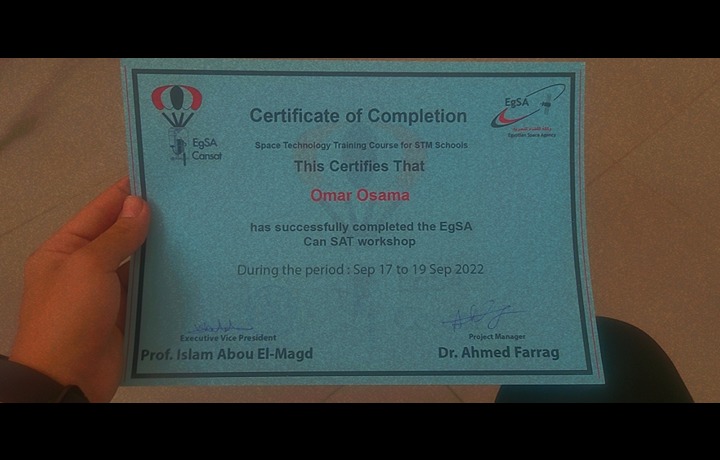 EgSA
Cansat
Certificate of Completion
EgSA
Egyptian Space Agency
Space Technology Training Course for STM Schools
This Certifies That
Omar Osama
has successfully completed the EgSA
Can SAT workshop
During the period : Sep 17 to 19 Sep 2022
Executive Vice President
Prof. Islam Abou El-Magd
Project Manager
Dr. Ahmed Farrag